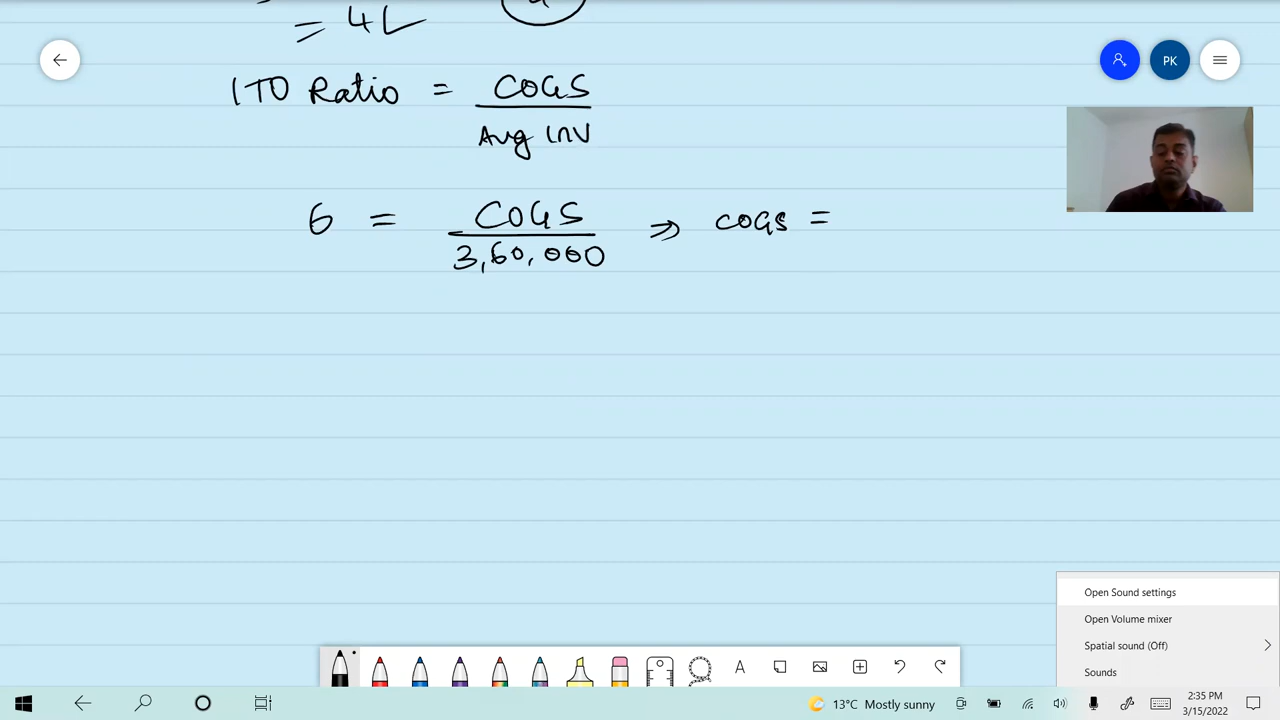 = 4L
PK
ITO Ratio = COGS
Avg INV
6 = COGS
3,60,000 ⇒ COGS =
Open Sound settings
Open Volume mixer
Spatial sound (Off)
Sounds
A
13°C Mostly sunny
2:35 PM
3/15/2022